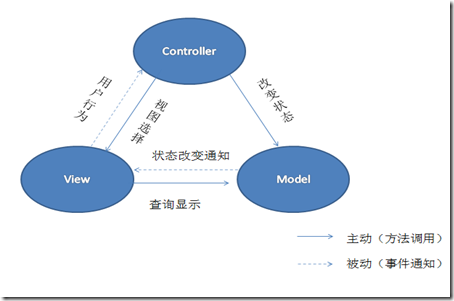 Controller
用户行为
视图选择
改变状态
状态改变通知
View
Model
查询显示
主动（方法调用）
被动（事件通知）